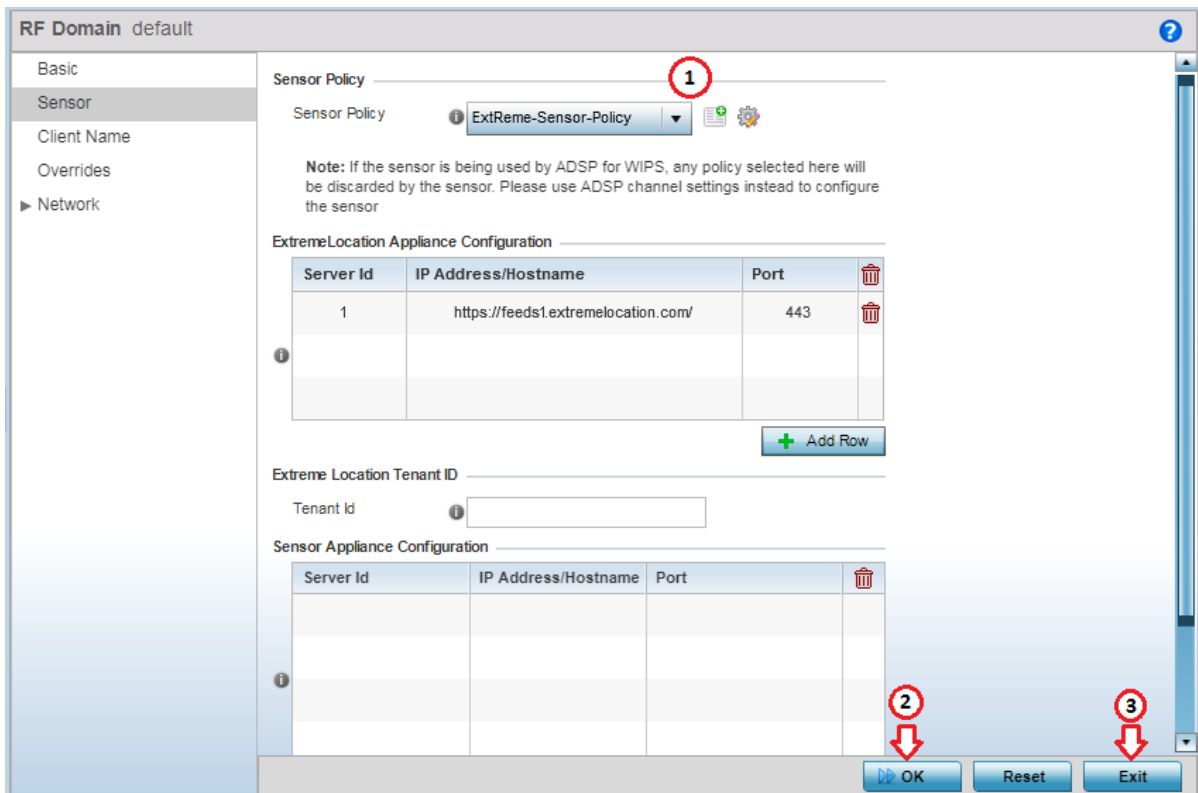 RF Domain default
?
Basic
Sensor
Client Name
Overrides
Network
Sensor Policy
1
Sensor Policy
ExtReme-Sensor-Policy
Note: If the sensor is being used by ADSP for WIPS, any policy selected here will
be discarded by the sensor. Please use ADSP channel settings instead to configure
the sensor
ExtremeLocation Appliance Configuration
Server Id IP Address/Hostname Port
1 https://feeds1.extremelocation.com/ 443
Add Row
Extreme Location Tenant ID
Tenant Id
Sensor Appliance Configuration
Server Id IP Address/Hostname Port
2 3
OK Reset Exit